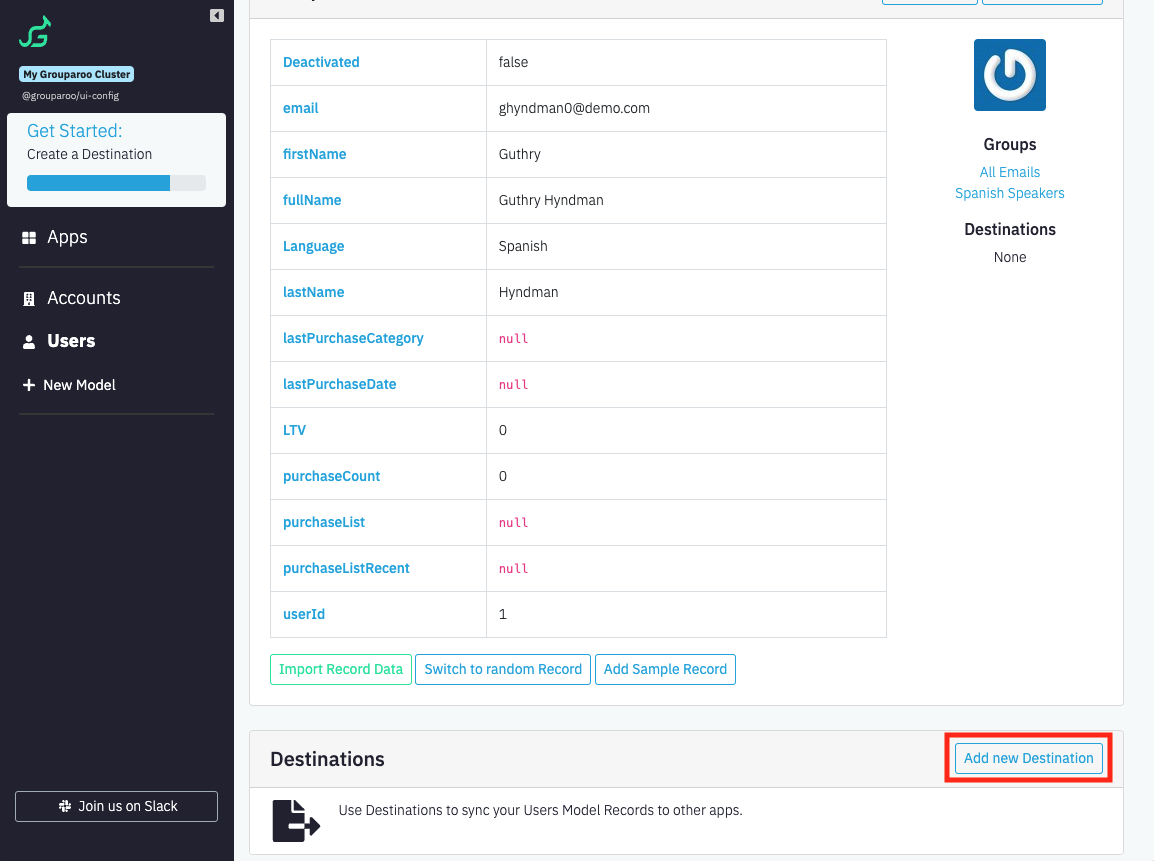 My Grouparoo Cluster
@grouparoo/ui-config
Get Started:
Create a Destination
Apps
Accounts
Users
New Model
Join us on Slack
Deactivated false
email ghyndman0@demo.com
firstName Guthry
fullName Guthry Hyndman
Language Spanish
lastName Hyndman
lastPurchaseCategory null
lastPurchaseDate null
LTV 0
purchaseCount 0
purchaseList null
purchaseListRecent null
userId 1
Import Record Data Switch to random Record Add Sample Record
Groups
All Emails
Spanish Speakers
Destinations
None
Destinations Add new Destination
Use Destinations to sync your Users Model Records to other apps.